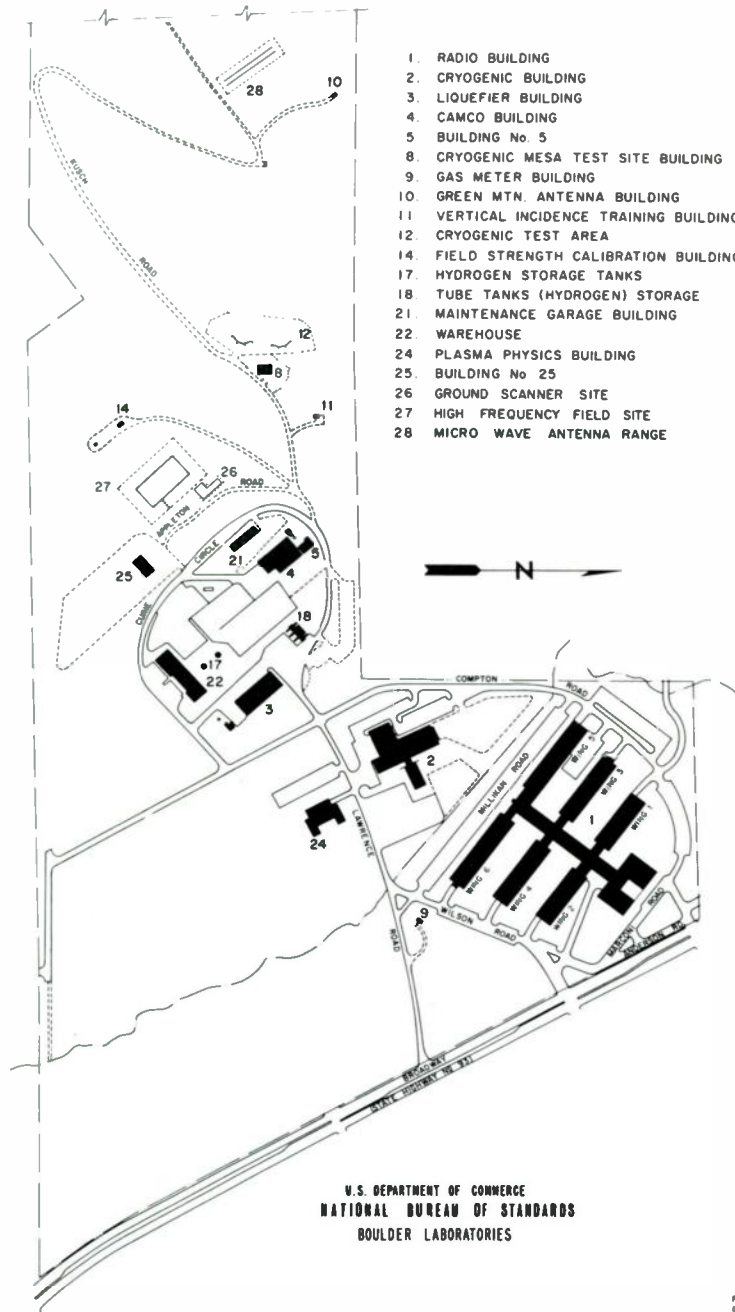 1. RADIO BUILDING
2. CRYOGENIC BUILDING
3. LIQUEFIER BUILDING
4. CAMCO BUILDING
5 BUILDING No. 5
8. CRYOGENIC MESA TEST SITE BUILDING
9. GAS METER BUILDING
10. GREEN MTN. ANTENNA BUILDING
11 VERTICAL INCIDENCE TRAINING BUILDING
12. CRYOGENIC TEST AREA
14. FIELD STRENGTH CALIBRATION BUILDING
17. HYDROGEN STORAGE TANKS
18. TUBE TANKS (HYDROGEN) STORAGE
21. MAINTENANCE GARAGE BUILDING
22. WAREHOUSE
24 PLASMA PHYSICS BUILDING
25. BUILDING No 25
26 GROUND SCANNER SITE
27 HIGH FREQUENCY FIELD SITE
28 MICRO WAVE ANTENNA RANGE
10
28
BUSCH
ROAD
12
8
11
14
27
26
APPLETON
ROAD
CIRCLE
21
4
5
25
N
18
17
22
3
COMPTON
ROAD
2
MILLIKAN ROAD
WING 5
WING 3
1
WING 1
24
LAWRENCE
ROAD
WING 6
WING 4
WING 2
9
WILSON
ROAD
MARCONI
ROAD
ANDERSON RD.
BROADWAY
(STATE HIGHWAY No 93)
U.S. DEPARTMENT OF COMMERCE
NATIONAL BUREAU OF STANDARDS
BOULDER LABORATORIES